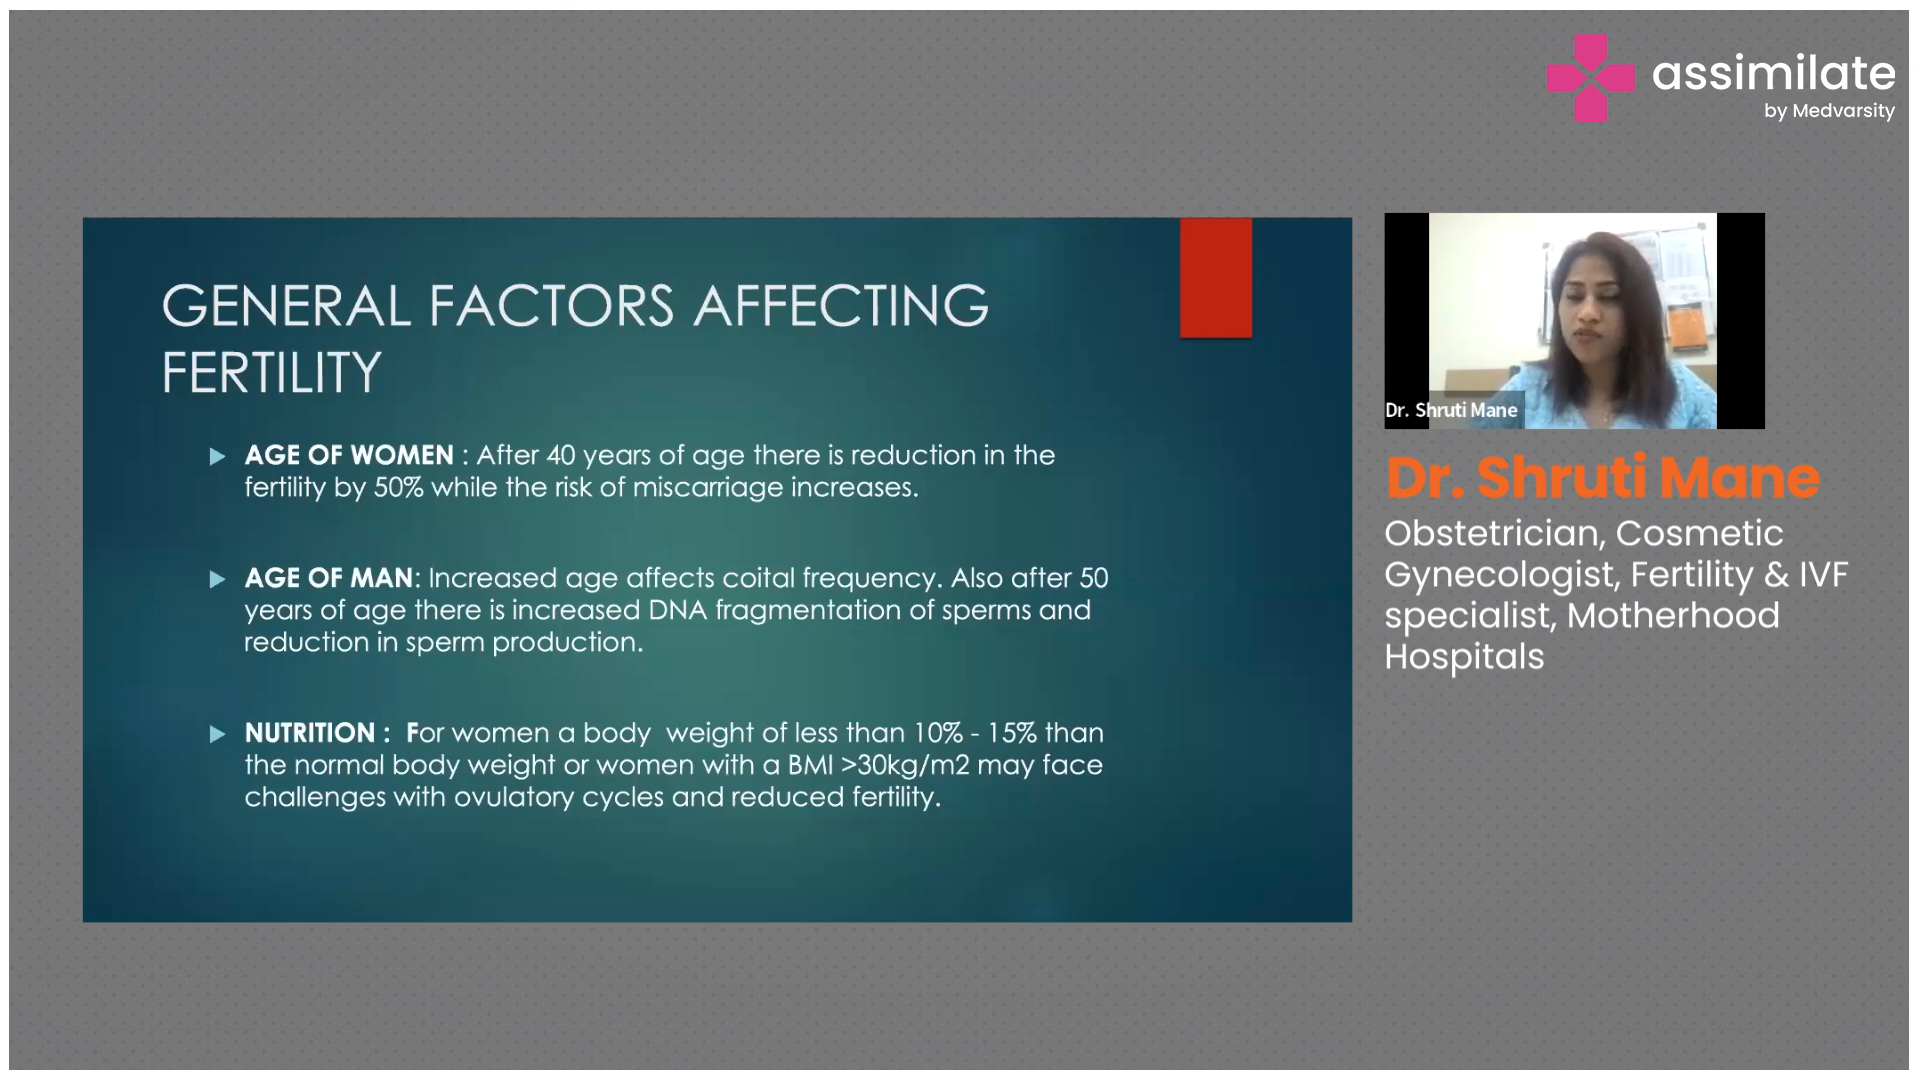 assimilate
by Medvarsity
GENERAL FACTORS AFFECTING
FERTILITY
AGE OF WOMEN : After 40 years of age there is reduction in the
fertility by 50% while the risk of miscarriage increases.
AGE OF MAN: Increased age affects coital frequency. Also after 50
years of age there is increased DNA fragmentation of sperms and
reduction in sperm production.
NUTRITION : For women a body weight of less than 10% - 15% than
the normal body weight or women with a BMI >30kg/m2 may face
challenges with ovulatory cycles and reduced fertility.
Dr. Shruti Mane
Dr. Shruti Mane
Obstetrician, Cosmetic
Gynecologist, Fertility & IVF
specialist, Motherhood
Hospitals